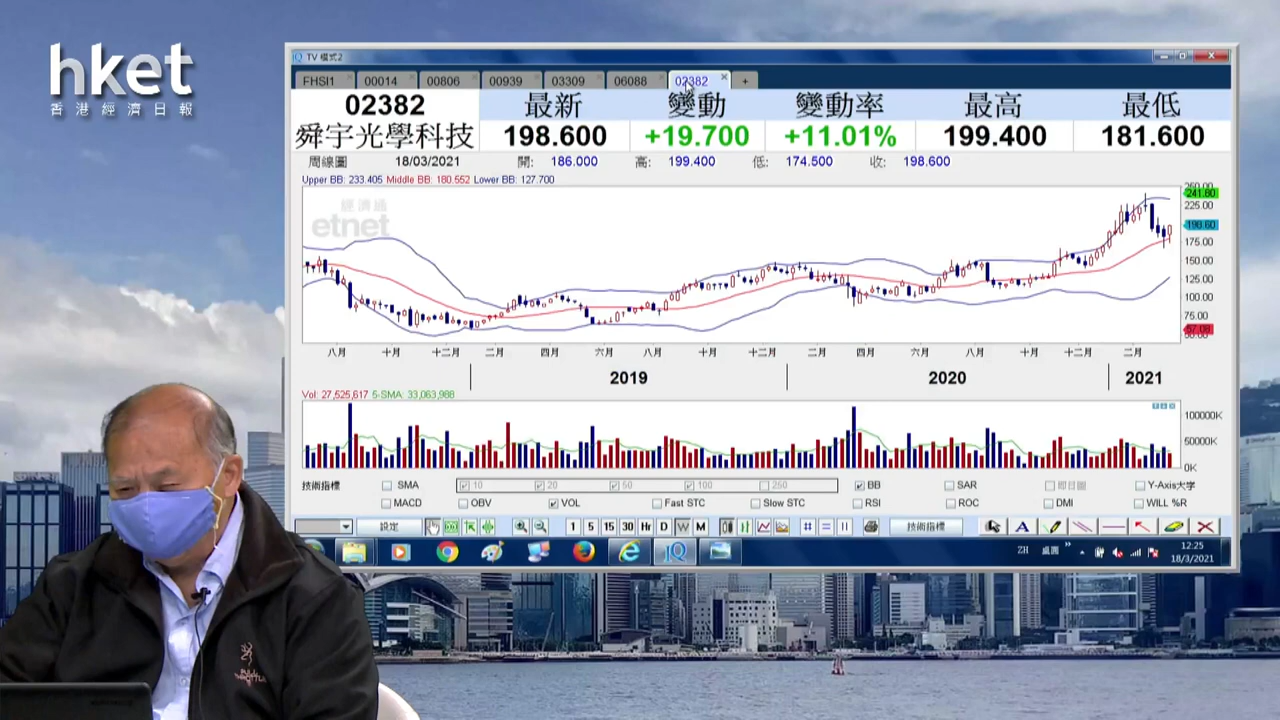 hket
香港經濟日報
TV 模式2
FHSI1 00014 00806 00939 03309 06088 02382 +
02382 最新 變動 變動率 最高 最低
舜宇光學科技 198.600 +19.700 +11.01% 199.400 181.600
周線圖 18/03/2021 開: 186.000 高: 199.400 低: 174.500 收: 198.600
Upper BB: 233.405 Middle BB: 180.552 Lower BB: 127.700
經濟通
etnet
241.80
225.00
198.60
175.00
150.00
125.00
100.00
75.00
57.08
八月 十月 十二月 二月 四月 六月 八月 十月 十二月 二月 四月 六月 八月 十月 十二月 二月
2019 2020 2021
Vol: 27,525,617 5-SMA: 33,063,988
100000K
50000K
0K
技術指標 SMA 10 20 50 100 250 BB SAR 即日圖 Y-Axis大字
MACD OBV VOL Fast STC Slow STC RSI ROC DMI WILL %R
設定 1 5 15 30 Hr D W M 技術指標 A
ZH 桌面 12:25
18/3/2021